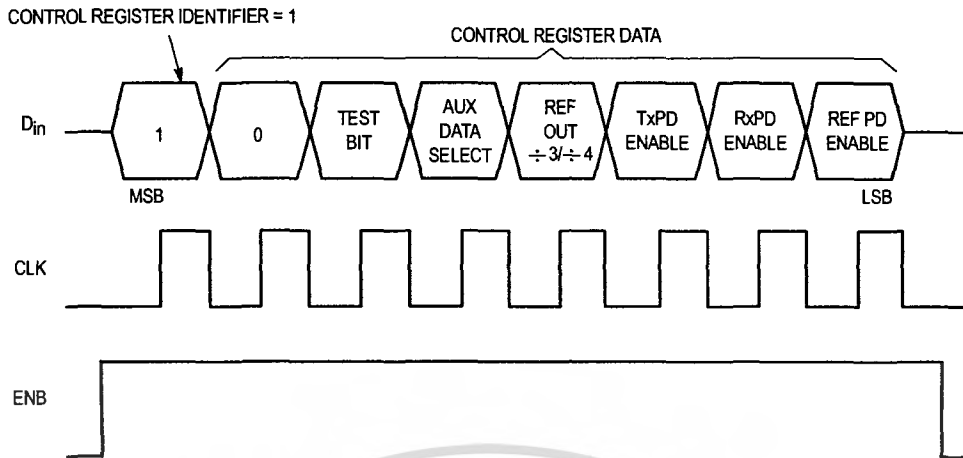 CONTROL REGISTER IDENTIFIER = 1
CONTROL REGISTER DATA
Din
1
0
TEST
BIT
AUX
DATA
SELECT
REF
OUT
÷3/÷4
TxPD
ENABLE
RxPD
ENABLE
REF PD
ENABLE
MSB
LSB
CLK
ENB